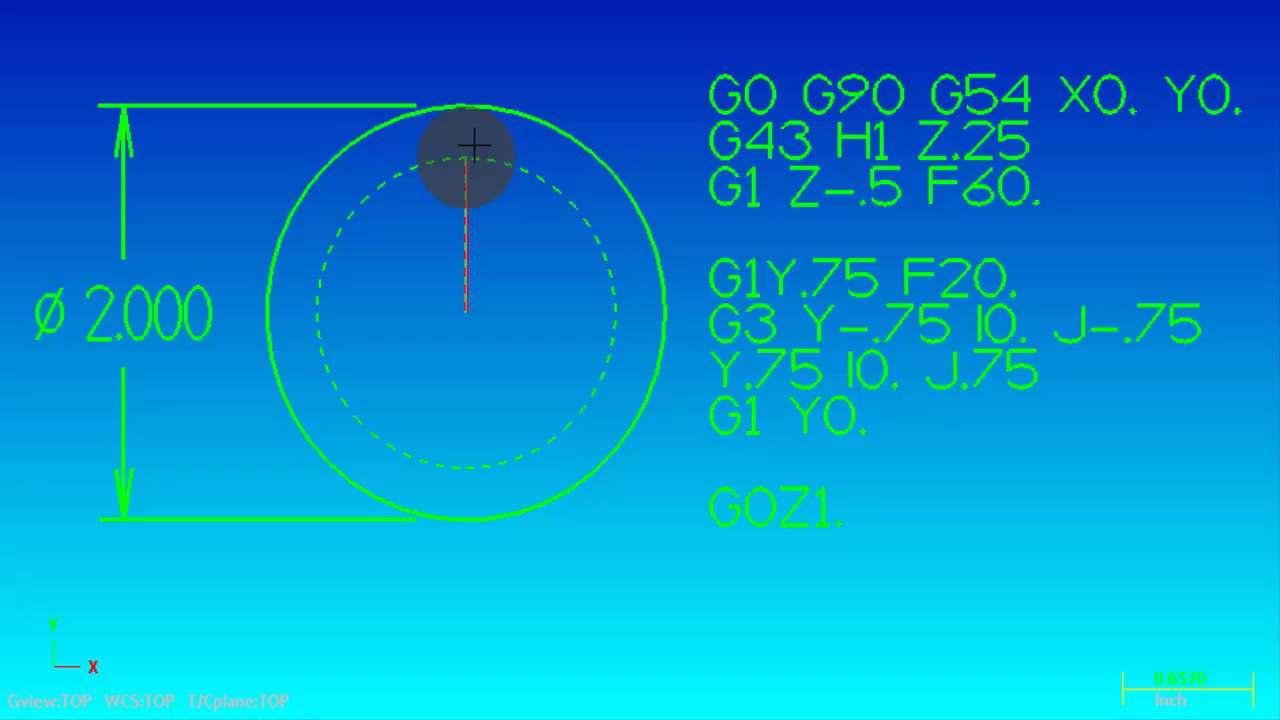 G0 G90 G54 X0. Y0.
G43 H1 Z.25
G1 Z-.5 F60.
G1Y.75 F20.
G3 Y-.75 I0. J-.75
Y.75 I0. J.75
G1 Y0.
G0Z1.
Ø 2.000
Y
X
Gview:TOP WCS:TOP T/Cplane:TOP
0.6570
Inch